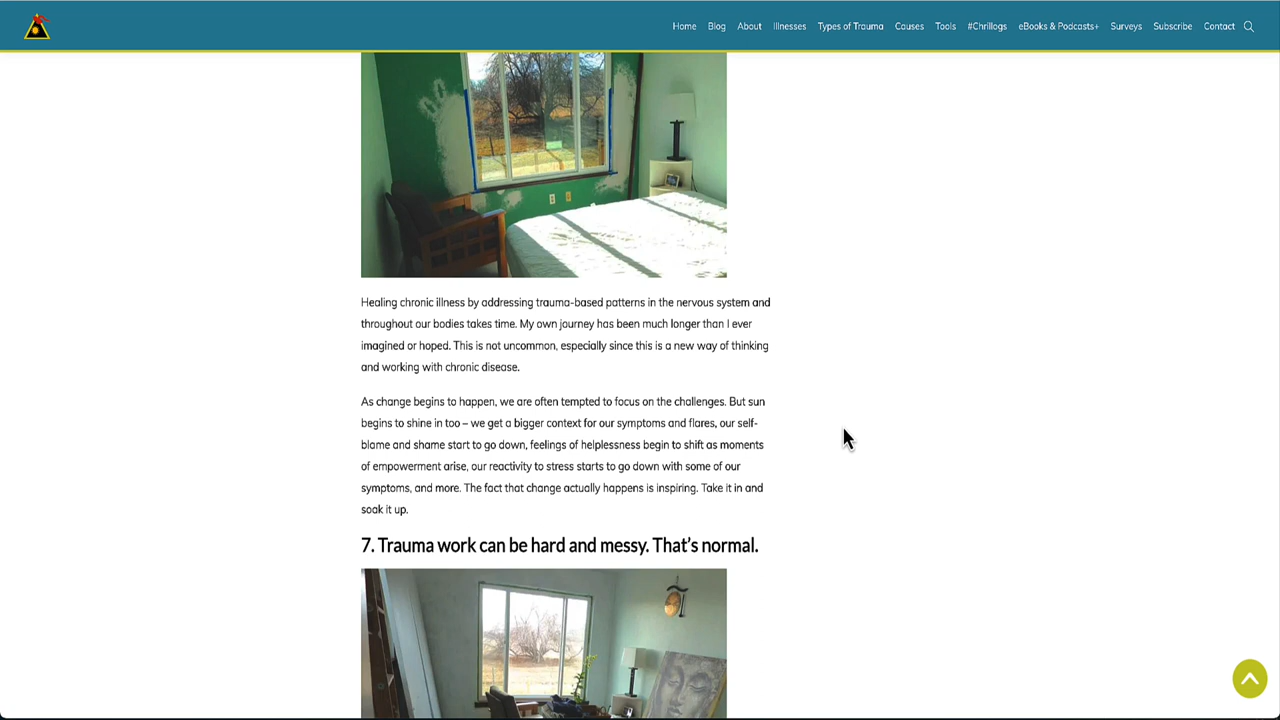 Home Blog About Illnesses Types of Trauma Causes Tools #Chrillogs eBooks & Podcasts+ Surveys Subscribe Contact
Healing chronic illness by addressing trauma-based patterns in the nervous system and
throughout our bodies takes time. My own journey has been much longer than I ever
imagined or hoped. This is not uncommon, especially since this is a new way of thinking
and working with chronic disease.
As change begins to happen, we are often tempted to focus on the challenges. But sun
begins to shine in too – we get a bigger context for our symptoms and flares, our self-
blame and shame start to go down, feelings of helplessness begin to shift as moments
of empowerment arise, our reactivity to stress starts to go down with some of our
symptoms, and more. The fact that change actually happens is inspiring. Take it in and
soak it up.
7. Trauma work can be hard and messy. That’s normal.